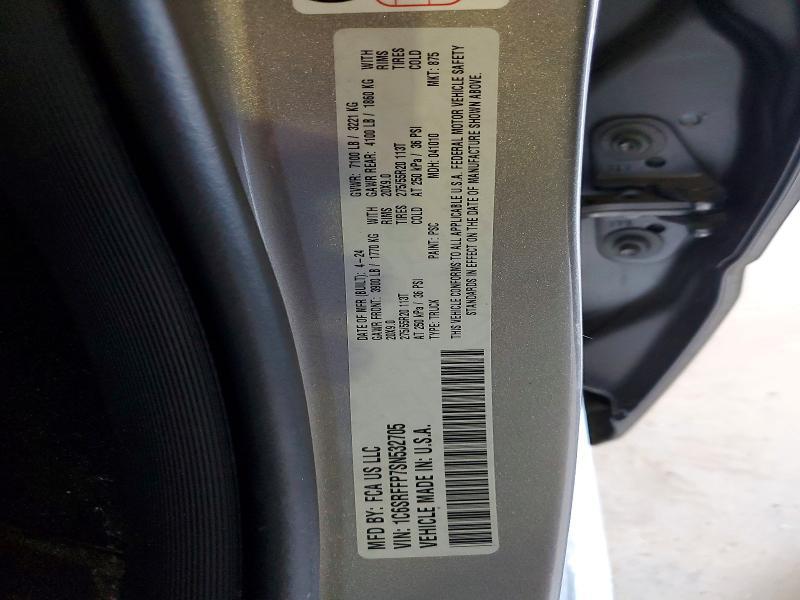 MFD BY: FCA US LLC
VIN: 1C6SRFFP7SN532705
VEHICLE MADE IN: U.S.A.
DATE OF MFR (BUILT): 4-24
GAWR FRONT: 3900 LB / 1770 KG WITH
20X9.0 RIMS
275/55R20 113T TIRES
AT 250 kPa / 36 PSI COLD
TYPE: TRUCK PAINT: PSC
GVWR: 7100 LB / 3221 KG
GAWR REAR: 4100 LB / 1860 KG WITH
20X9.0 RIMS
275/55R20 113T TIRES
AT 250 kPa / 36 PSI COLD
MDH: 041010 MKT: 875
THIS VEHICLE CONFORMS TO ALL APPLICABLE U.S.A. FEDERAL MOTOR VEHICLE SAFETY
STANDARDS IN EFFECT ON THE DATE OF MANUFACTURE SHOWN ABOVE.